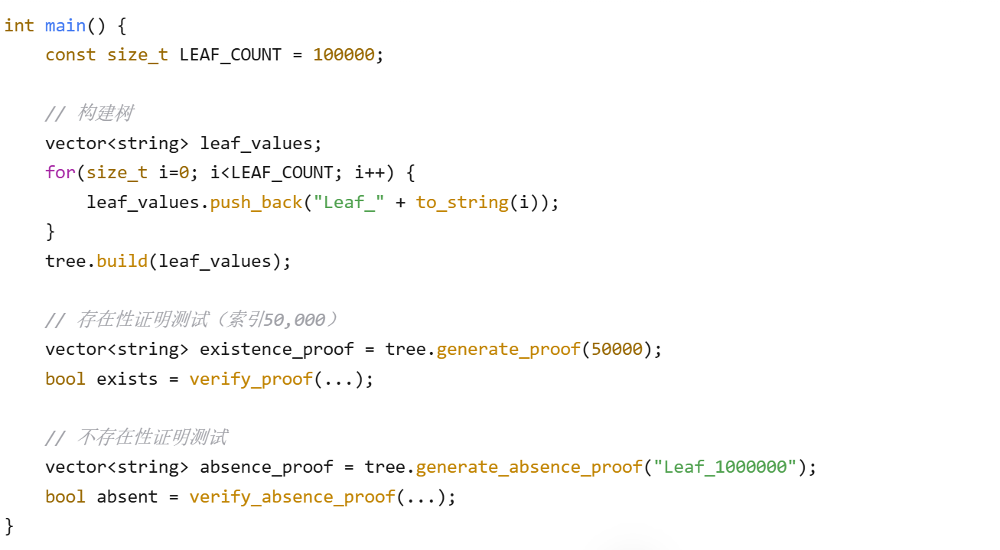 int main() {
    const size_t LEAF_COUNT = 100000;
    // 构建树
    vector<string> leaf_values;
    for(size_t i=0; i<LEAF_COUNT; i++) {
        leaf_values.push_back("Leaf_" + to_string(i));
    }
    tree.build(leaf_values);
    // 存在性证明测试（索引50,000）
    vector<string> existence_proof = tree.generate_proof(50000);
    bool exists = verify_proof(...);
    // 不存在性证明测试
    vector<string> absence_proof = tree.generate_absence_proof("Leaf_1000000");
    bool absent = verify_absence_proof(...);
}